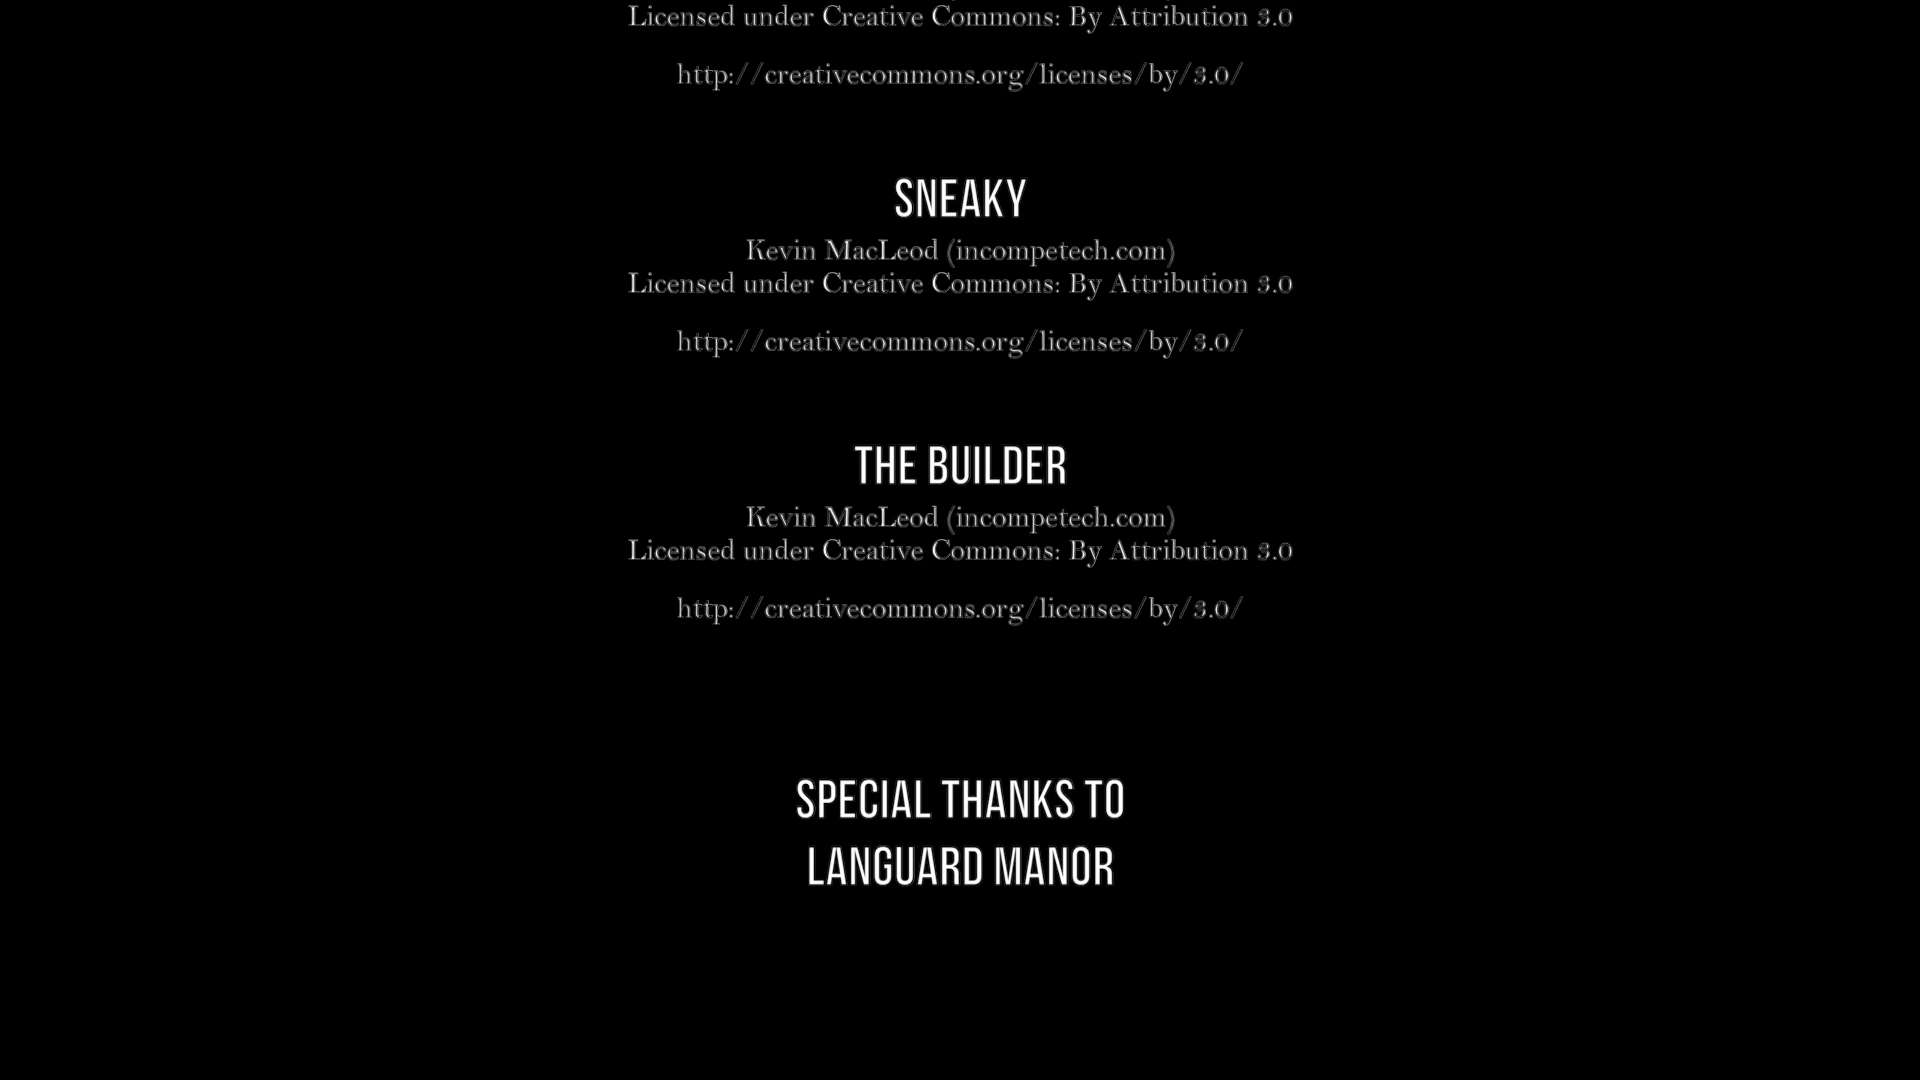 Licensed under Creative Commons: By Attribution 3.0
http://creativecommons.org/licenses/by/3.0/
SNEAKY
Kevin MacLeod (incompetech.com)
Licensed under Creative Commons: By Attribution 3.0
http://creativecommons.org/licenses/by/3.0/
THE BUILDER
Kevin MacLeod (incompetech.com)
Licensed under Creative Commons: By Attribution 3.0
http://creativecommons.org/licenses/by/3.0/
SPECIAL THANKS TO
LANGUARD MANOR